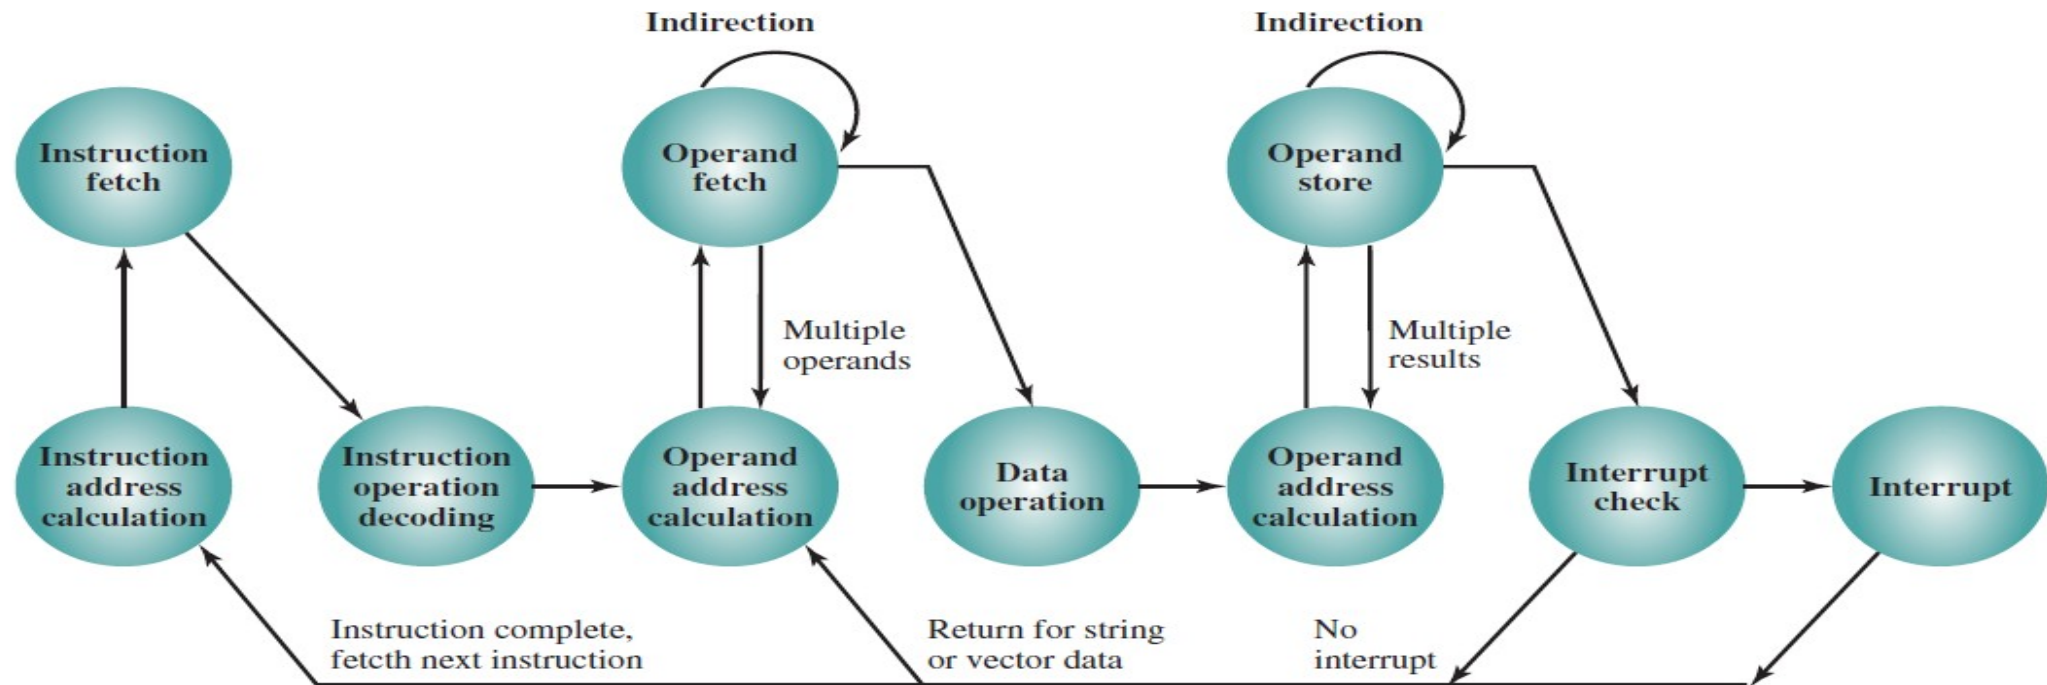 Indirection
Indirection
Instruction
fetch
Operand
fetch
Operand
store
Multiple
operands
Multiple
results
Instruction
address
calculation
Instruction
operation
decoding
Operand
address
calculation
Data
operation
Operand
address
calculation
Interrupt
check
Interrupt
Instruction complete,
fetcth next instruction
Return for string
or vector data
No
interrupt